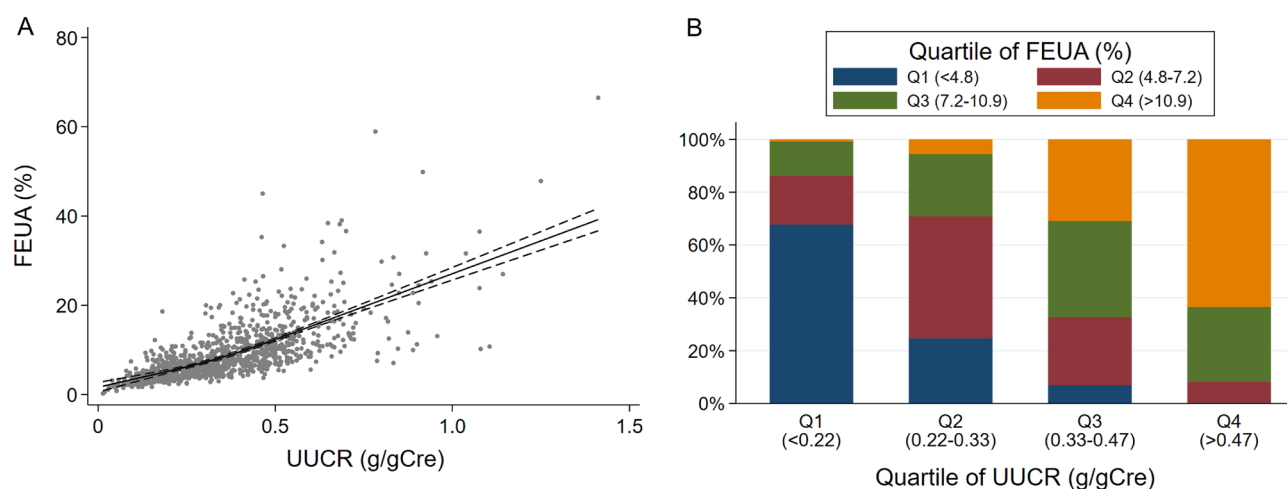 A
80
60
40
20
0
FEUA (%)
0
0.5
1.0
1.5
UUCR (g/gCre)
B
Quartile of FEUA (%)
Q1 (<4.8)
Q2 (4.8-7.2)
Q3 (7.2-10.9)
Q4 (>10.9)
100%
80%
60%
40%
20%
0%
Q1
(<0.22)
Q2
(0.22-0.33)
Q3
(0.33-0.47)
Q4
(>0.47)
Quartile of UUCR (g/gCre)